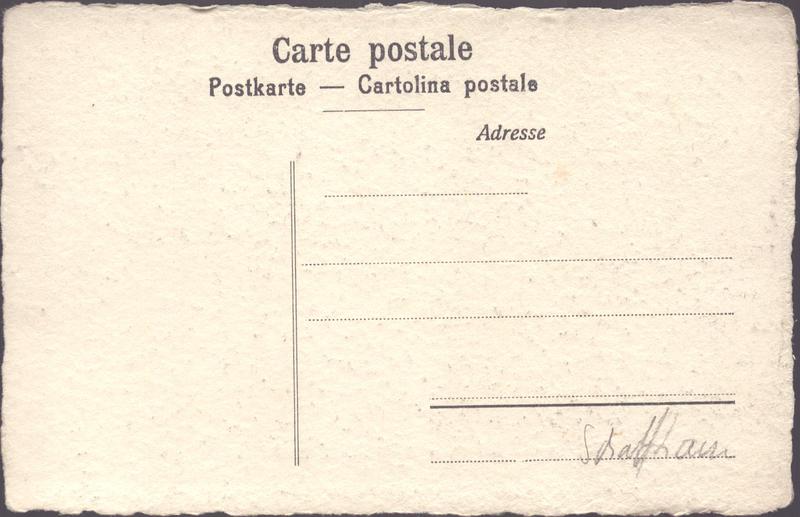 Carte postale
Postkarte — Cartolina postale
Adresse